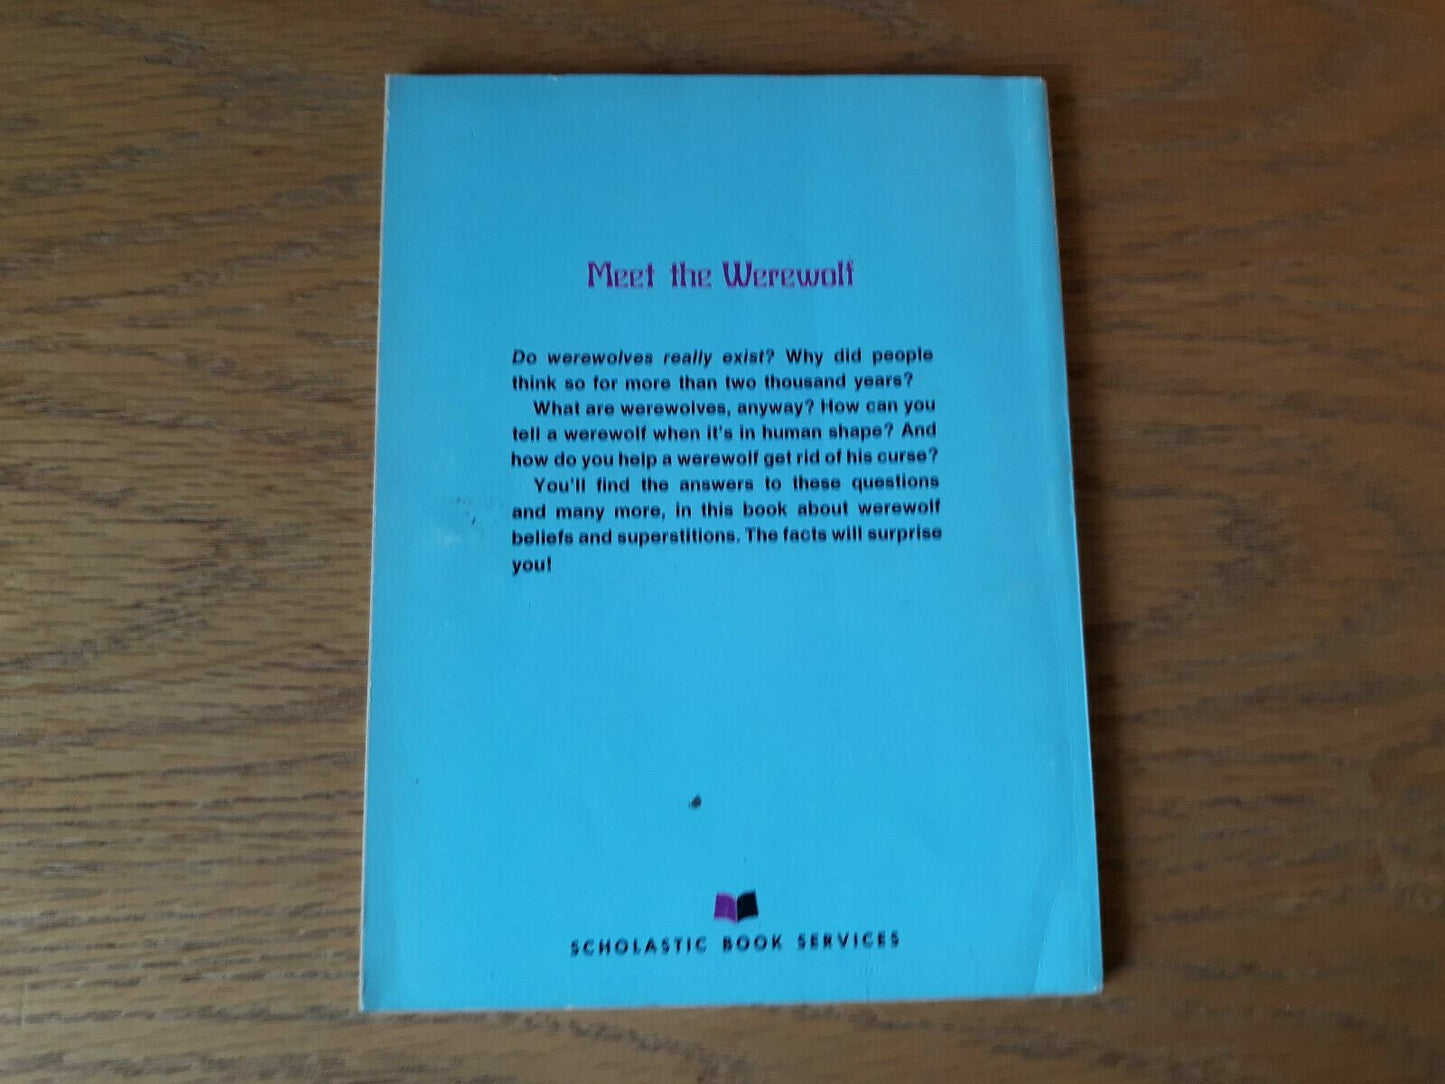 Meet the Werewolf
Do werewolves really exist? Why did people
think so for more than two thousand years?
What are werewolves, anyway? How can you
tell a werewolf when it's in human shape? And
how do you help a werewolf get rid of his curse?
You'll find the answers to these questions
and many more, in this book about werewolf
beliefs and superstitions. The facts will surprise
you!
SCHOLASTIC BOOK SERVICES